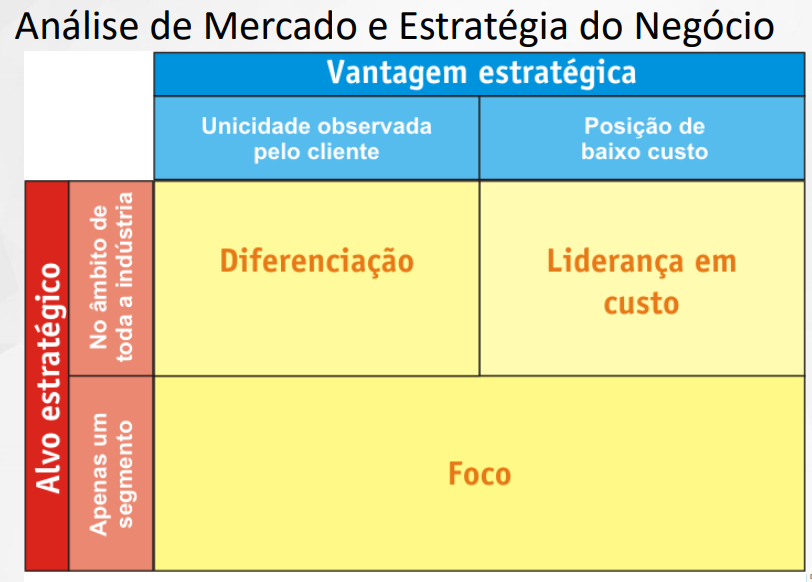 Análise de Mercado e Estratégia do Negócio
Vantagem estratégica
Unicidade observada
pelo cliente
Posição de
baixo custo
Alvo estratégico
No âmbito de
toda a indústria
Diferenciação
Liderança em
custo
Apenas um
segmento
Foco